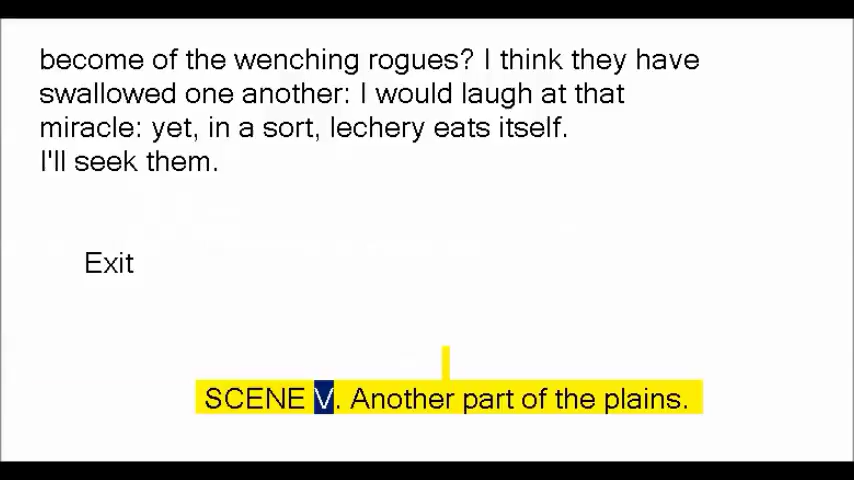 become of the wenching rogues? I think they have
swallowed one another: I would laugh at that
miracle: yet, in a sort, lechery eats itself.
I'll seek them.
Exit
SCENE V. Another part of the plains.